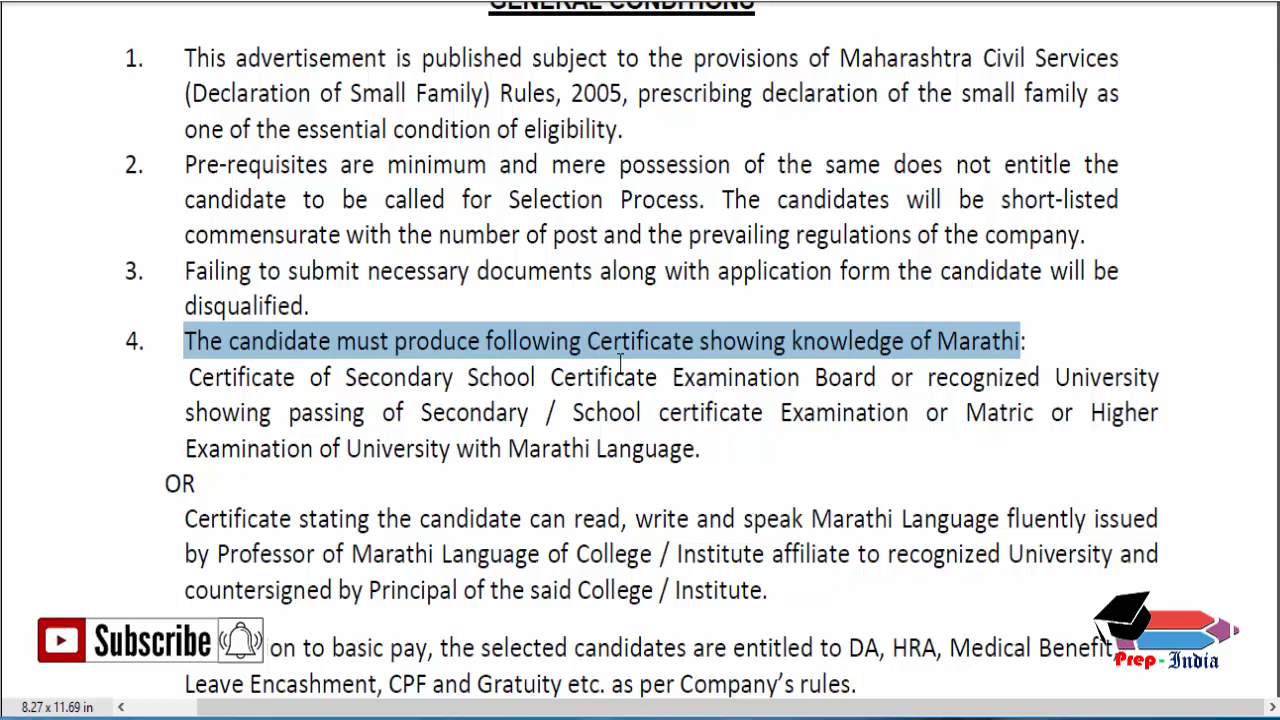 GENERAL CONDITIONS
1. This advertisement is published subject to the provisions of Maharashtra Civil Services
(Declaration of Small Family) Rules, 2005, prescribing declaration of the small family as
one of the essential condition of eligibility.
2. Pre-requisites are minimum and mere possession of the same does not entitle the
candidate to be called for Selection Process. The candidates will be short-listed
commensurate with the number of post and the prevailing regulations of the company.
3. Failing to submit necessary documents along with application form the candidate will be
disqualified.
4. The candidate must produce following Certificate showing knowledge of Marathi:
Certificate of Secondary School Certificate Examination Board or recognized University
showing passing of Secondary / School certificate Examination or Matric or Higher
Examination of University with Marathi Language.
OR
Certificate stating the candidate can read, write and speak Marathi Language fluently issued
by Professor of Marathi Language of College / Institute affiliate to recognized University and
countersigned by Principal of the said College / Institute.
Subscribe
on to basic pay, the selected candidates are entitled to DA, HRA, Medical Benefit
Prep-India
Leave Encashment, CPF and Gratuity etc. as per Company's rules.
8.27 x 11.69 in